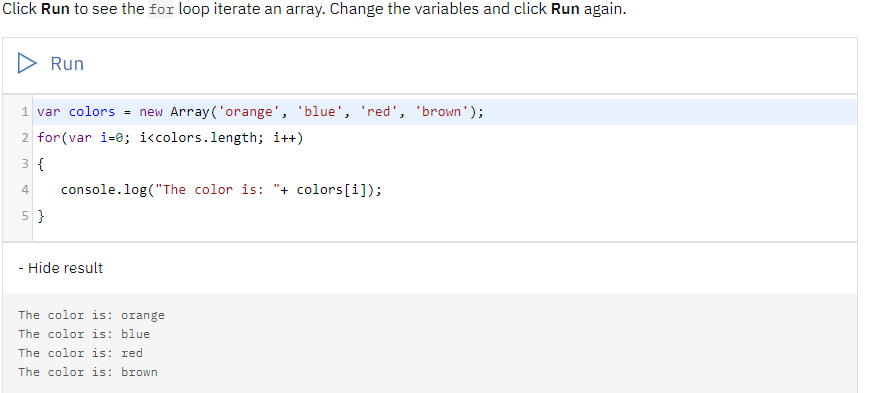 Click Run to see the for loop iterate an array. Change the variables and click Run again.
Run
1 var colors = new Array('orange', 'blue', 'red', 'brown');
2 for(var i=0; i<colors.length; i++)
3 {
4    console.log("The color is: "+ colors[i]);
5 }
- Hide result
The color is: orange
The color is: blue
The color is: red
The color is: brown